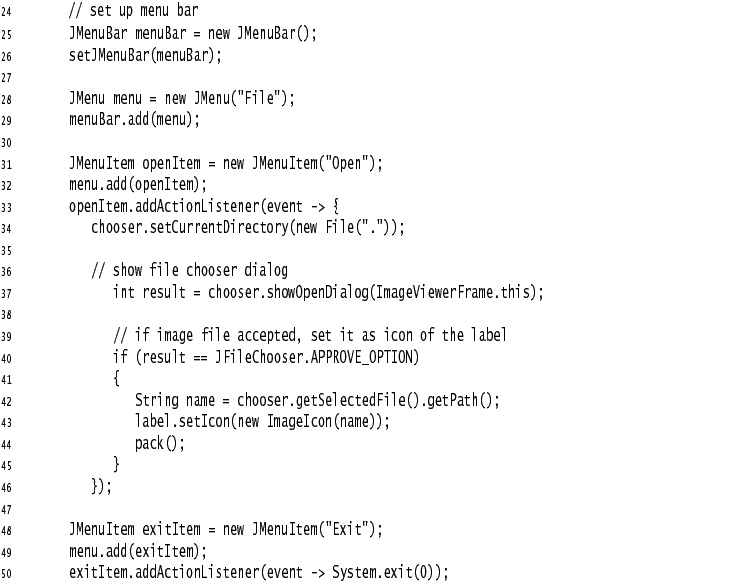 24 // set up menu bar
25 JMenuBar menuBar = new JMenuBar();
26 setJMenuBar(menuBar);
27
28 JMenu menu = new JMenu("File");
29 menuBar.add(menu);
30
31 JMenuItem openItem = new JMenuItem("Open");
32 menu.add(openItem);
33 openItem.addActionListener(event -> {
34 chooser.setCurrentDirectory(new File("."));
35
36 // show file chooser dialog
37 int result = chooser.showOpenDialog(ImageViewerFrame.this);
38
39 // if image file accepted, set it as icon of the label
40 if (result == JFileChooser.APPROVE_OPTION)
41 {
42 String name = chooser.getSelectedFile().getPath();
43 label.setIcon(new ImageIcon(name));
44 pack();
45 }
46 });
47
48 JMenuItem exitItem = new JMenuItem("Exit");
49 menu.add(exitItem);
50 exitItem.addActionListener(event -> System.exit(0));